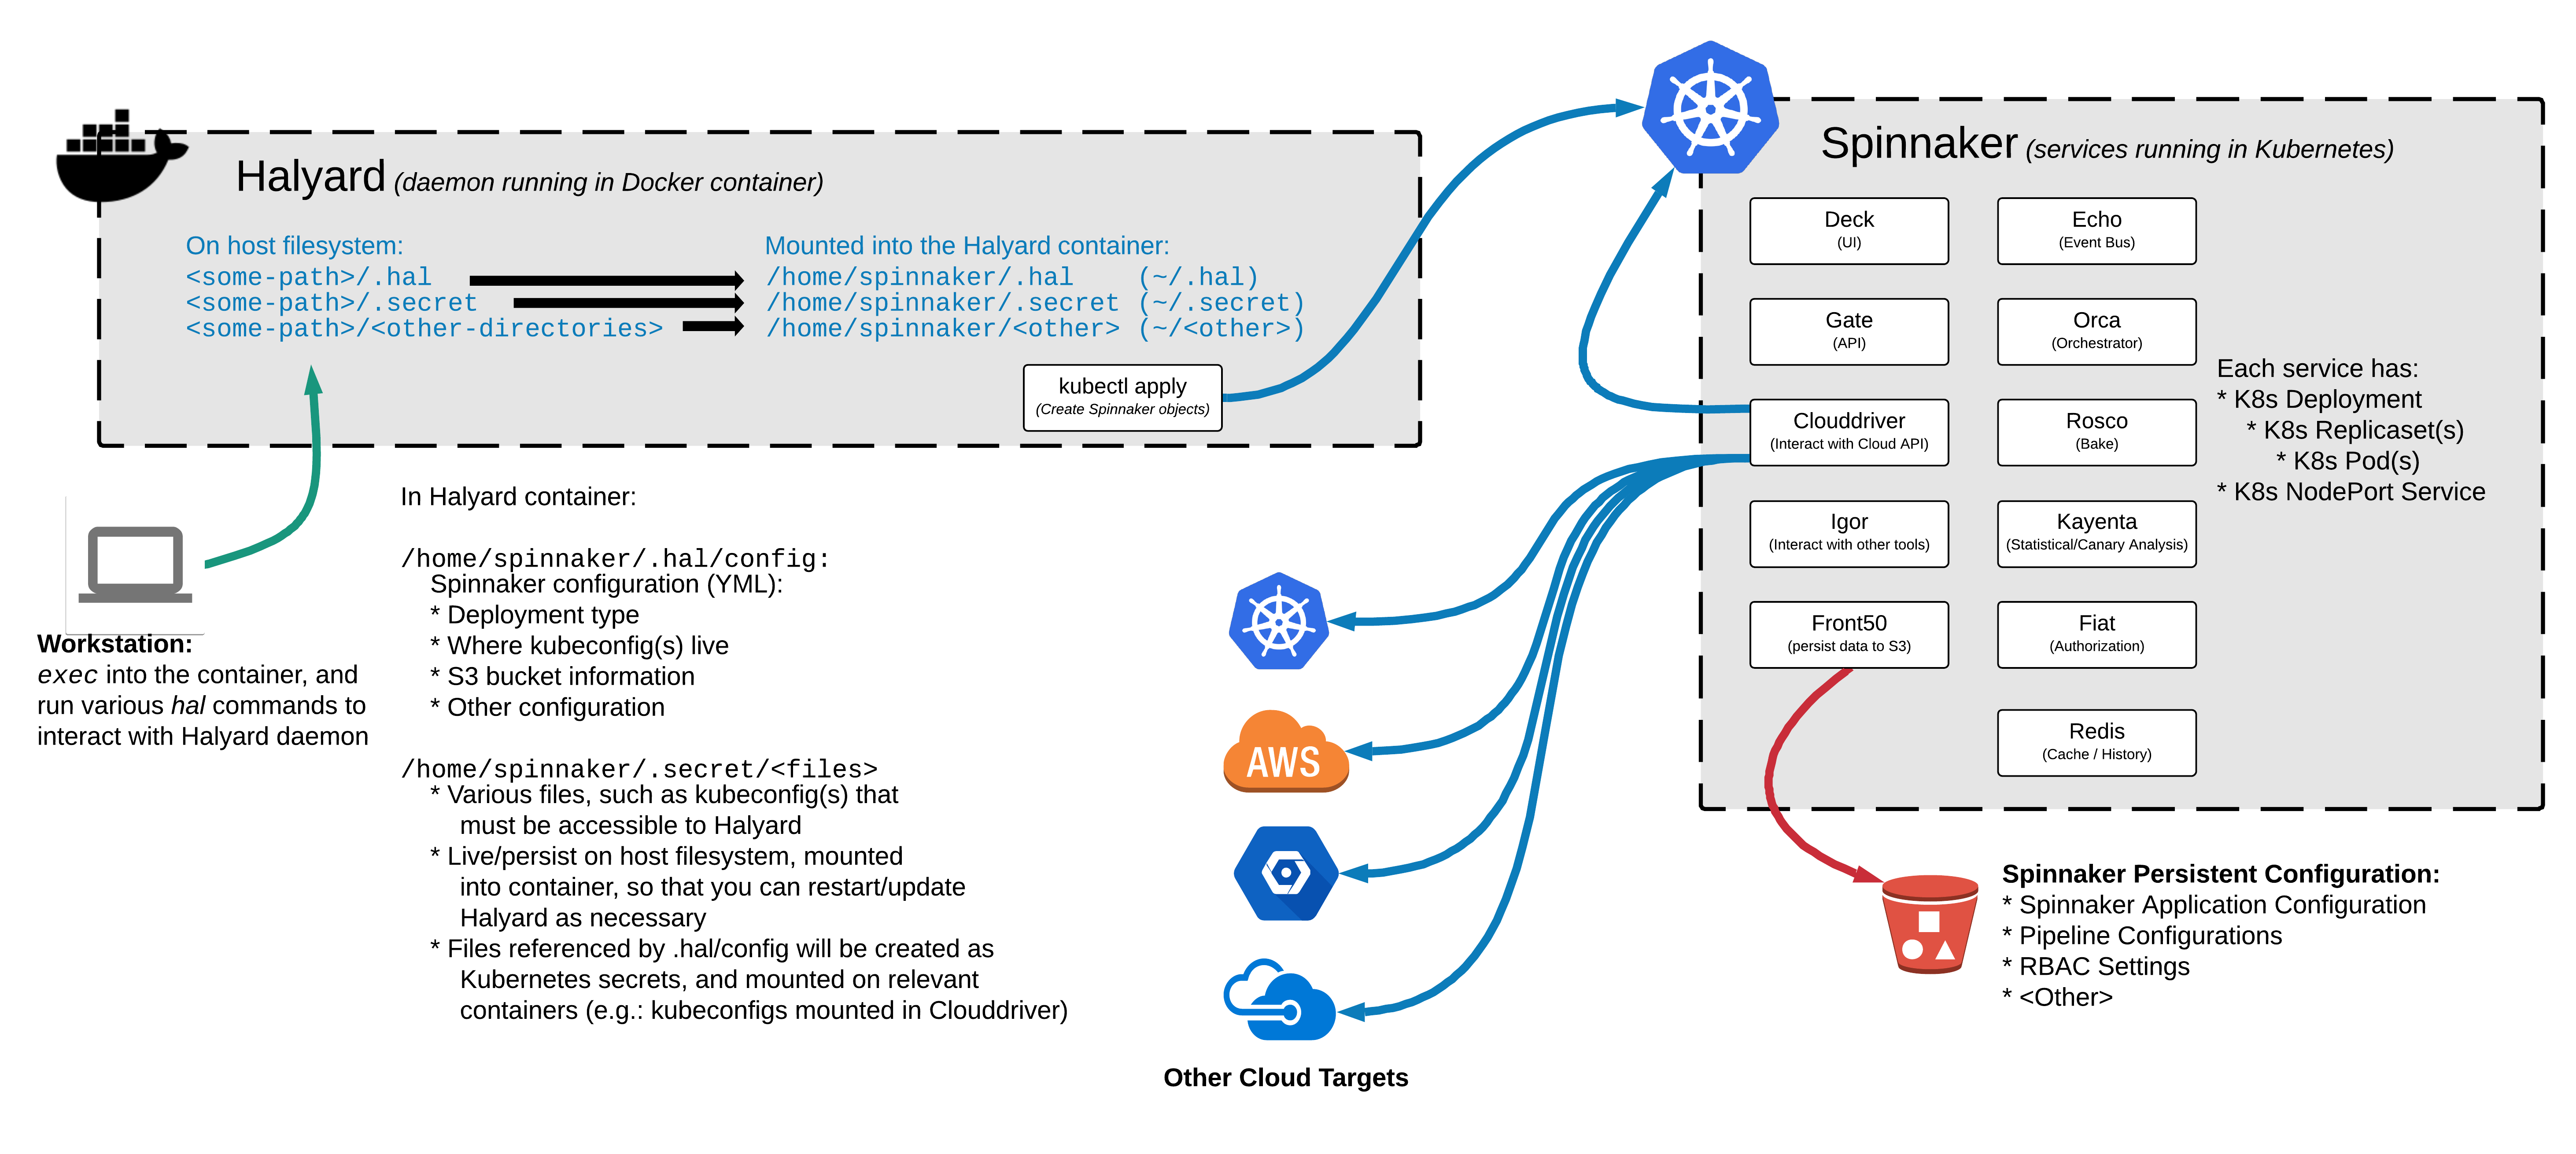 Halyard (daemon running in Docker container)
On host filesystem:
<some-path>/.hal
<some-path>/.secret
<some-path>/<other-directories>
Mounted into the Halyard container:
/home/spinnaker/.hal (~/.hal)
/home/spinnaker/.secret (~/.secret)
/home/spinnaker/<other> (~/<other>)
kubectl apply
(Create Spinnaker objects)
Workstation:
exec into the container, and
run various hal commands to
interact with Halyard daemon
In Halyard container:
/home/spinnaker/.hal/config:
Spinnaker configuration (YML):
* Deployment type
* Where kubeconfig(s) live
* S3 bucket information
* Other configuration
/home/spinnaker/.secret/<files>
* Various files, such as kubeconfig(s) that
must be accessible to Halyard
* Live/persist on host filesystem, mounted
into container, so that you can restart/update
Halyard as necessary
* Files referenced by .hal/config will be created as
Kubernetes secrets, and mounted on relevant
containers (e.g.: kubeconfigs mounted in Clouddriver)
AWS
Other Cloud Targets
Spinnaker (services running in Kubernetes)
Deck
(UI)
Echo
(Event Bus)
Gate
(API)
Orca
(Orchestrator)
Clouddriver
(Interact with Cloud API)
Rosco
(Bake)
Igor
(Interact with other tools)
Kayenta
(Statistical/Canary Analysis)
Front50
(persist data to S3)
Fiat
(Authorization)
Redis
(Cache / History)
Each service has:
* K8s Deployment
* K8s Replicaset(s)
* K8s Pod(s)
* K8s NodePort Service
Spinnaker Persistent Configuration:
* Spinnaker Application Configuration
* Pipeline Configurations
* RBAC Settings
* <Other>